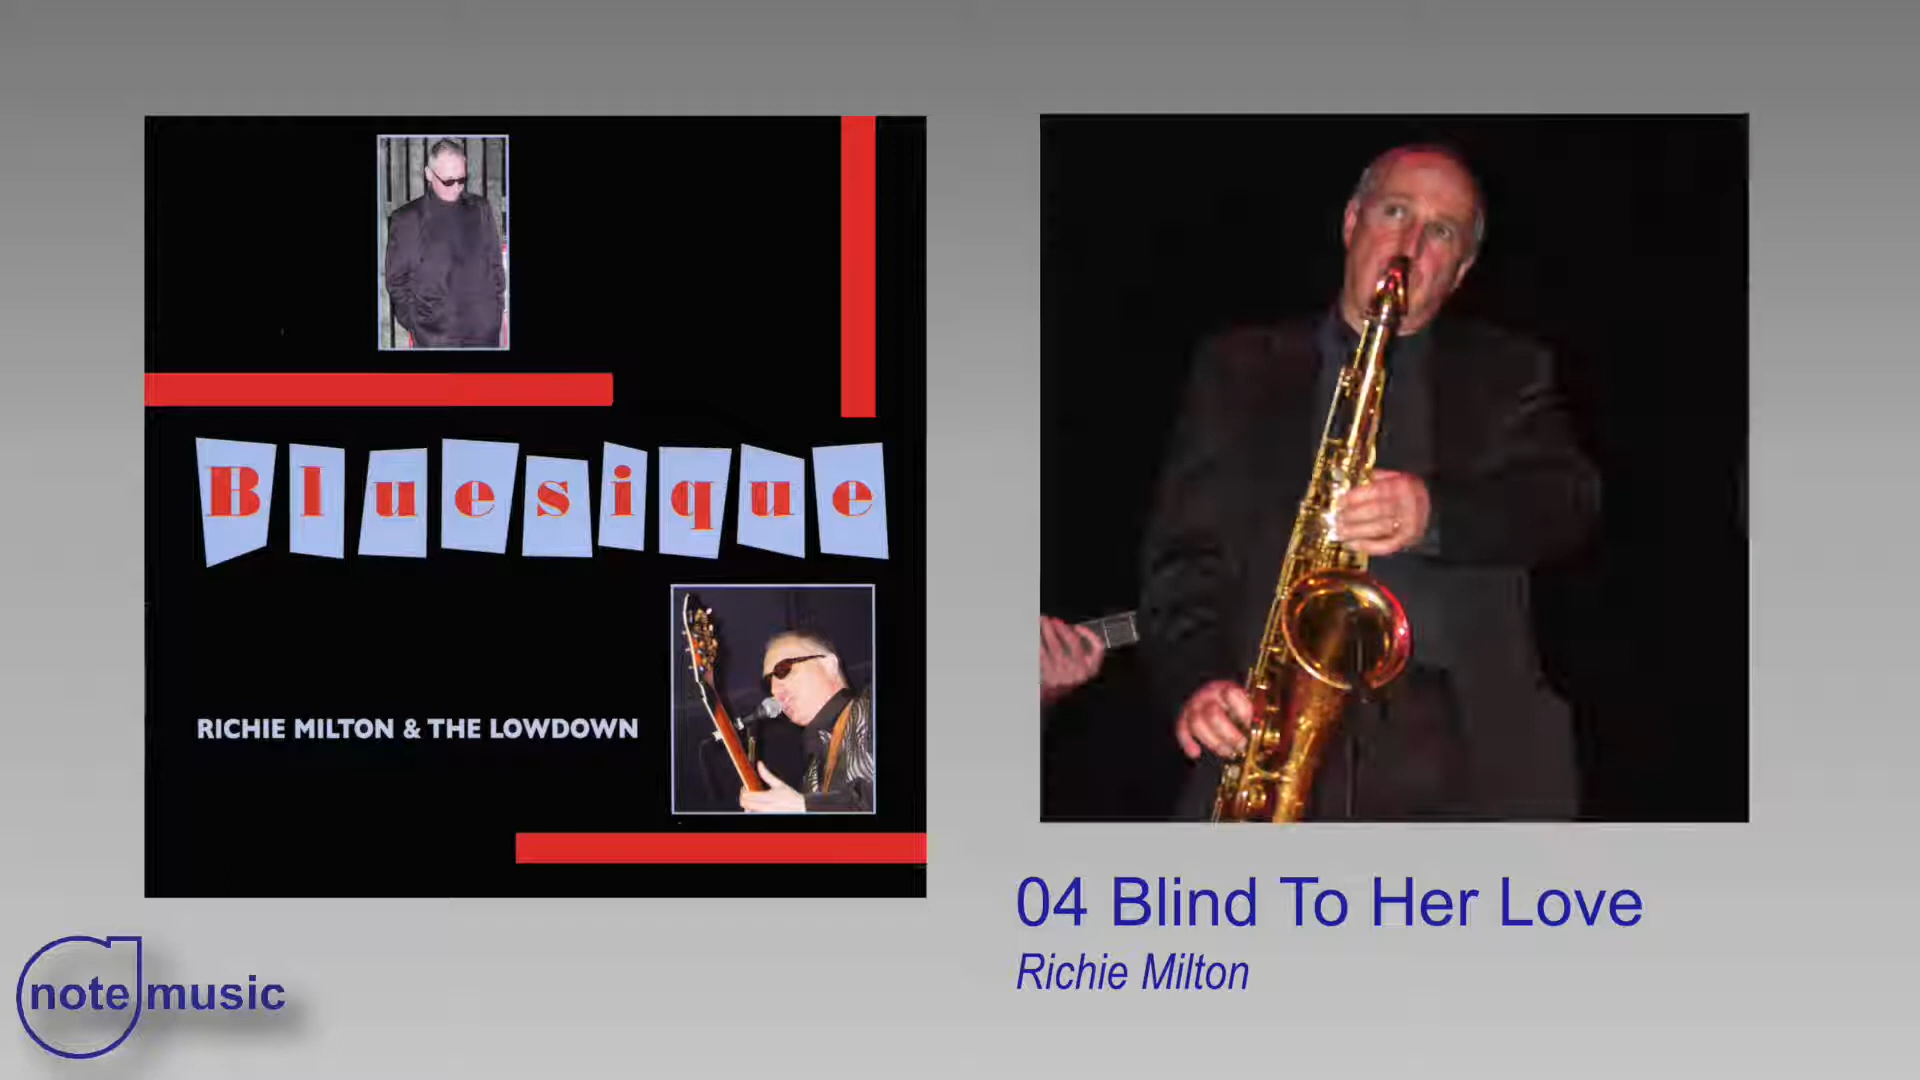 Bluesique
RICHIE MILTON & THE LOWDOWN
04 Blind To Her Love
Richie Milton
note music